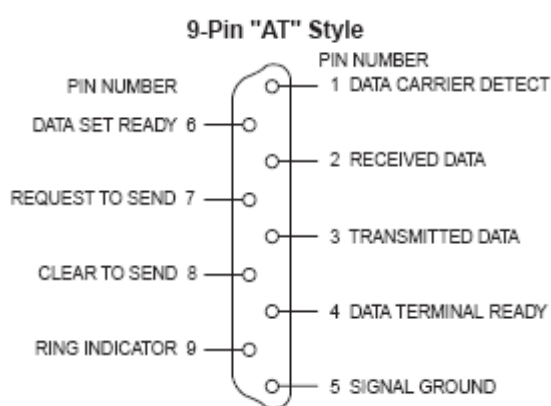 9-Pin "AT" Style
PIN NUMBER
PIN NUMBER
1 DATA CARRIER DETECT
DATA SET READY 6
2 RECEIVED DATA
REQUEST TO SEND 7
3 TRANSMITTED DATA
CLEAR TO SEND 8
4 DATA TERMINAL READY
RING INDICATOR 9
5 SIGNAL GROUND